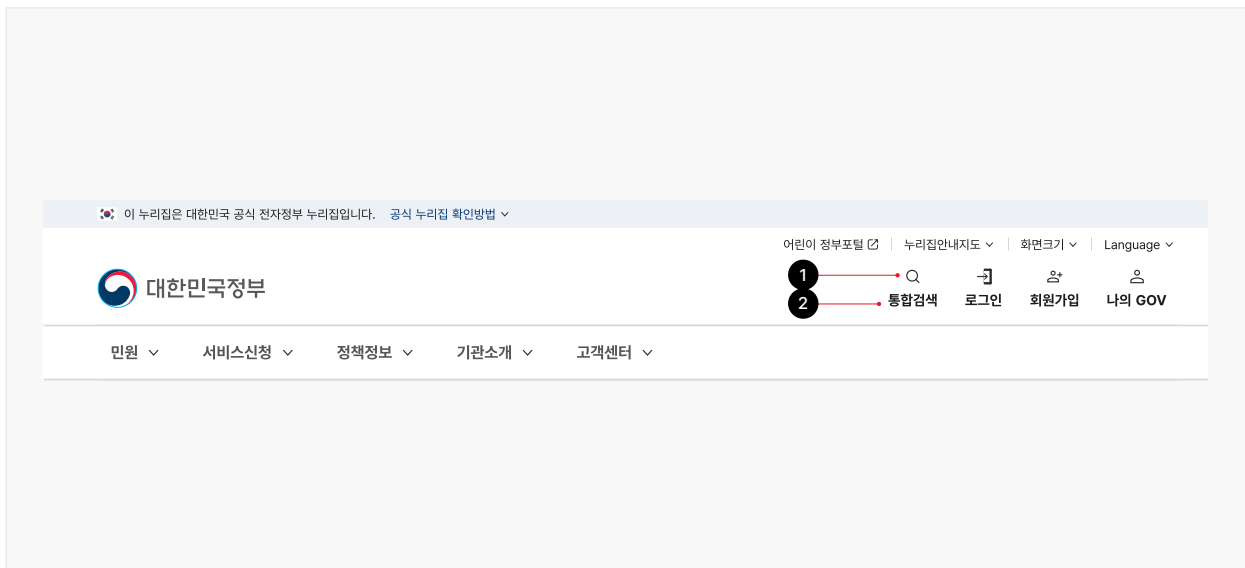 이 누리집은 대한민국 공식 전자정부 누리집입니다. 공식 누리집 확인방법
어린이 정부포털 누리집안내지도 화면크기 Language
대한민국정부
1
2
통합검색 로그인 회원가입 나의 GOV
민원 서비스신청 정책정보 기관소개 고객센터